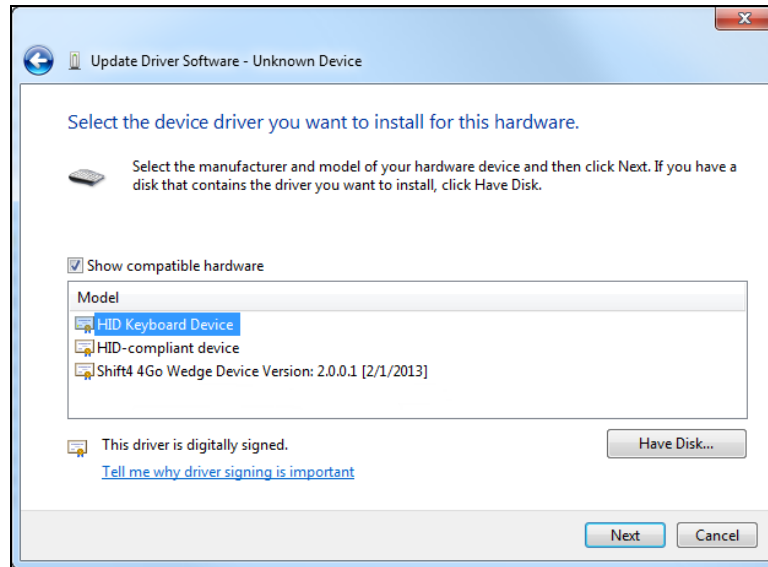 Update Driver Software - Unknown Device
Select the device driver you want to install for this hardware.
Select the manufacturer and model of your hardware device and then click Next. If you have a
disk that contains the driver you want to install, click Have Disk.
Show compatible hardware
Model
HID Keyboard Device
HID-compliant device
Shift4 4Go Wedge Device Version: 2.0.0.1 [2/1/2013]
This driver is digitally signed.
Have Disk...
Tell me why driver signing is important
Next
Cancel